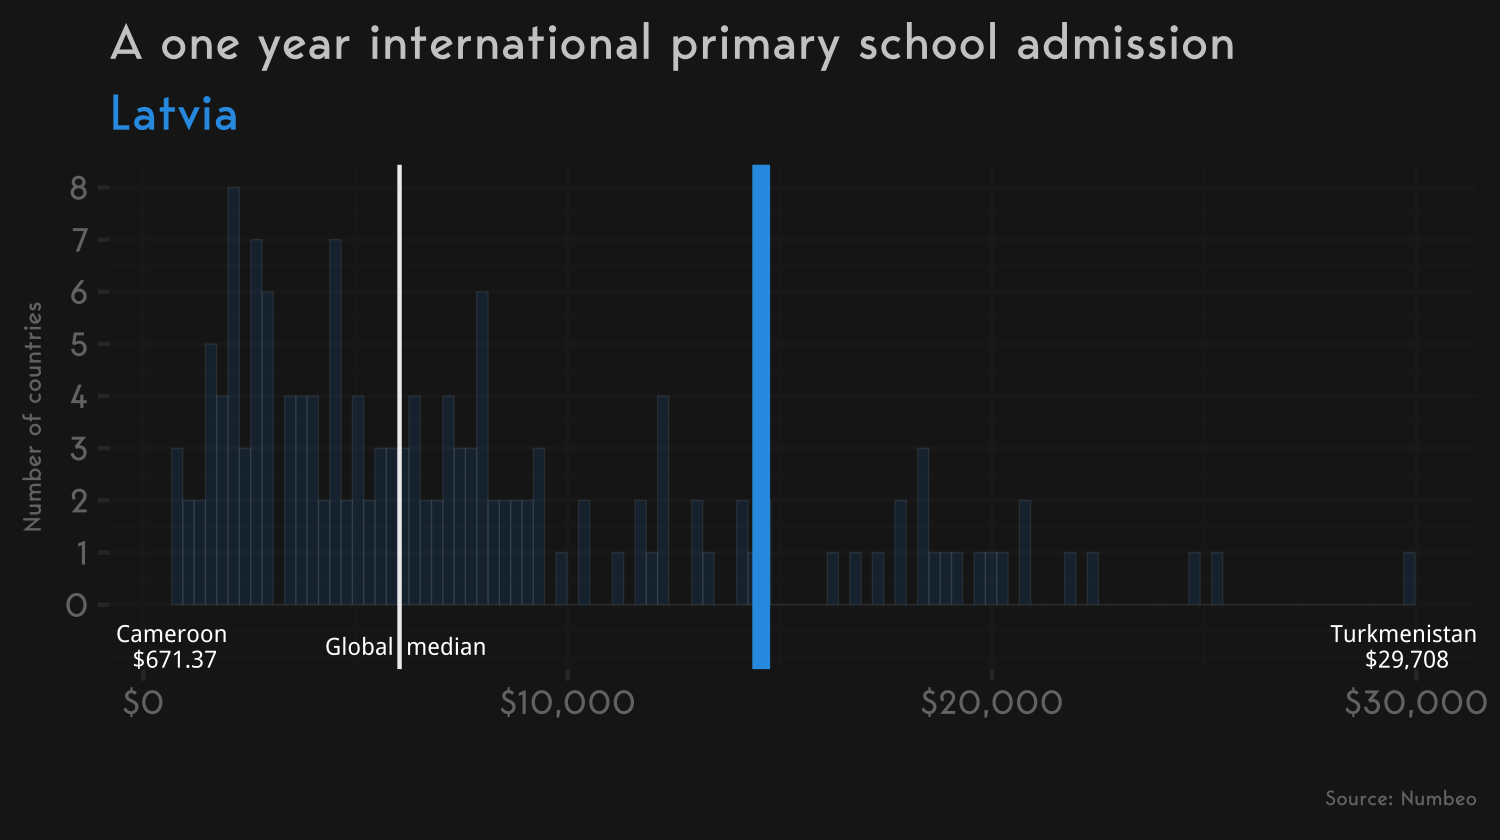 A one year international primary school admission
Latvia
8
7
6
5
4
3
2
1
0
Number of countries
Cameroon
$671.37
Global median
Turkmenistan
$29,708
$0
$10,000
$20,000
$30,000
Source: Numbeo